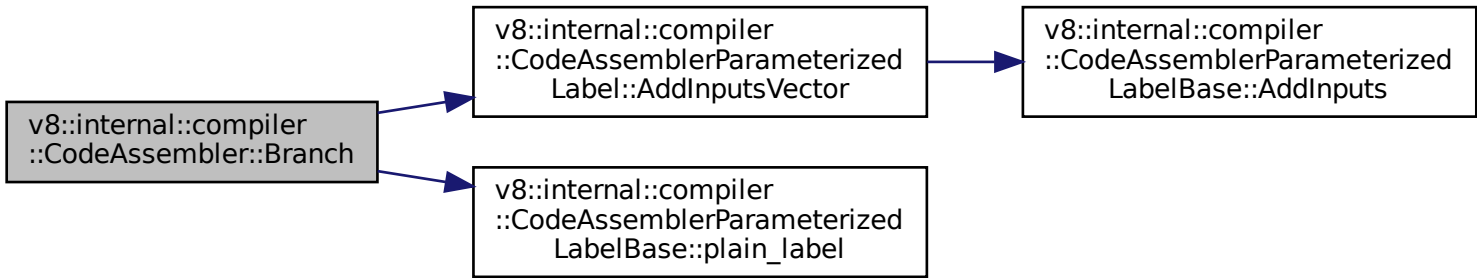 v8::internal::compiler
::CodeAssembler::Branch
v8::internal::compiler
::CodeAssemblerParameterized
Label::AddInputsVector
v8::internal::compiler
::CodeAssemblerParameterized
LabelBase::AddInputs
v8::internal::compiler
::CodeAssemblerParameterized
LabelBase::plain_label